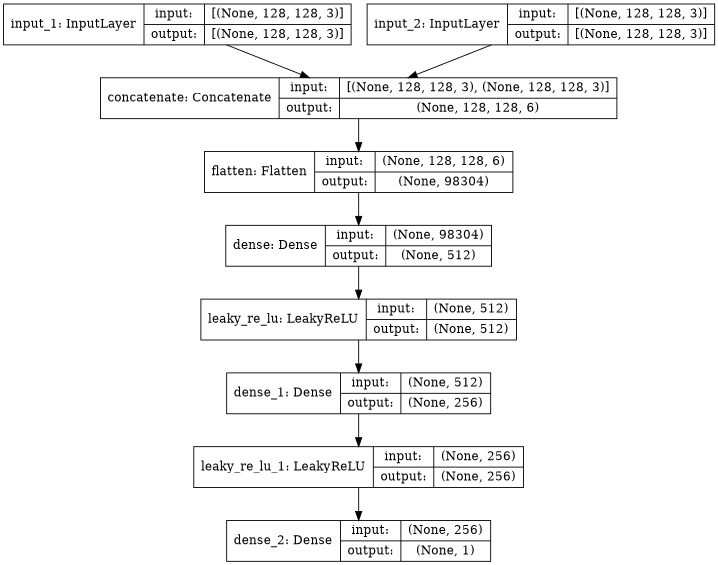 input_1: InputLayer
input: [(None, 128, 128, 3)]
output: [(None, 128, 128, 3)]
input_2: InputLayer
input: [(None, 128, 128, 3)]
output: [(None, 128, 128, 3)]
concatenate: Concatenate
input: [(None, 128, 128, 3), (None, 128, 128, 3)]
output: (None, 128, 128, 6)
flatten: Flatten
input: (None, 128, 128, 6)
output: (None, 98304)
dense: Dense
input: (None, 98304)
output: (None, 512)
leaky_re_lu: LeakyReLU
input: (None, 512)
output: (None, 512)
dense_1: Dense
input: (None, 512)
output: (None, 256)
leaky_re_lu_1: LeakyReLU
input: (None, 256)
output: (None, 256)
dense_2: Dense
input: (None, 256)
output: (None, 1)